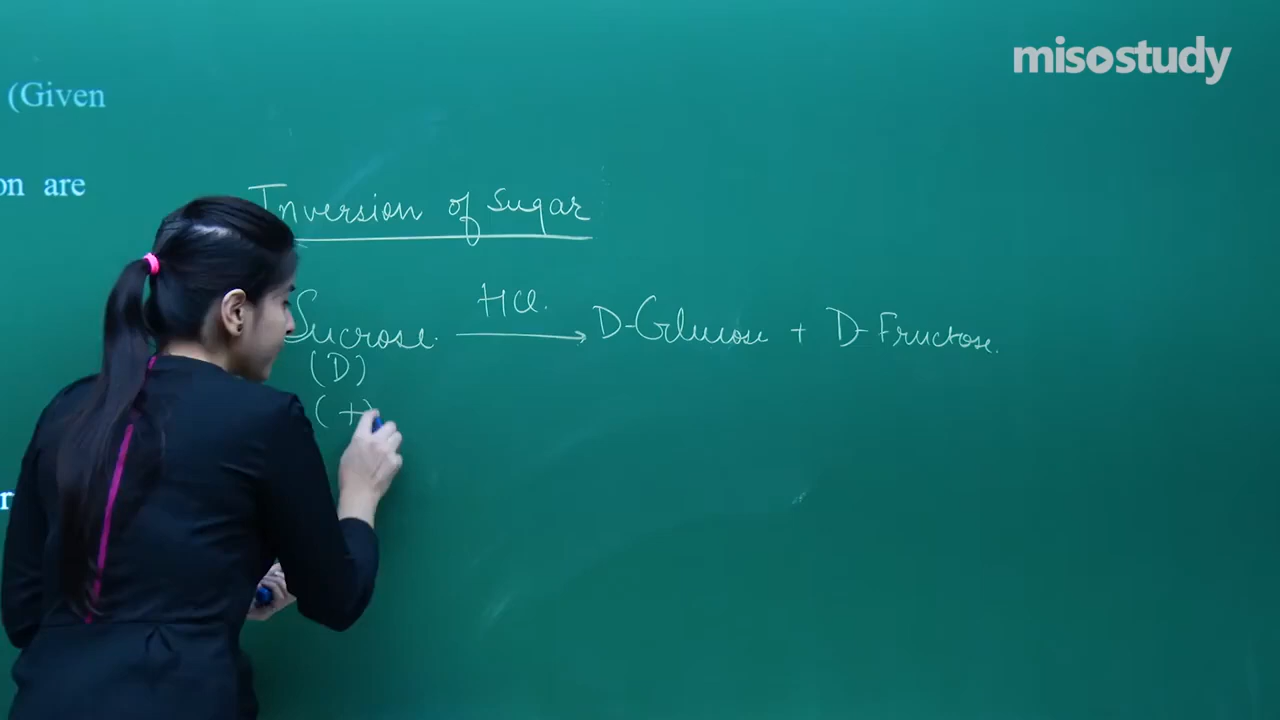 misostudy
(Given
on are
Inversion of Sugar
HCl.
Sucrose. → D-Glucose + D-Fructose.
(D)
(+)
r